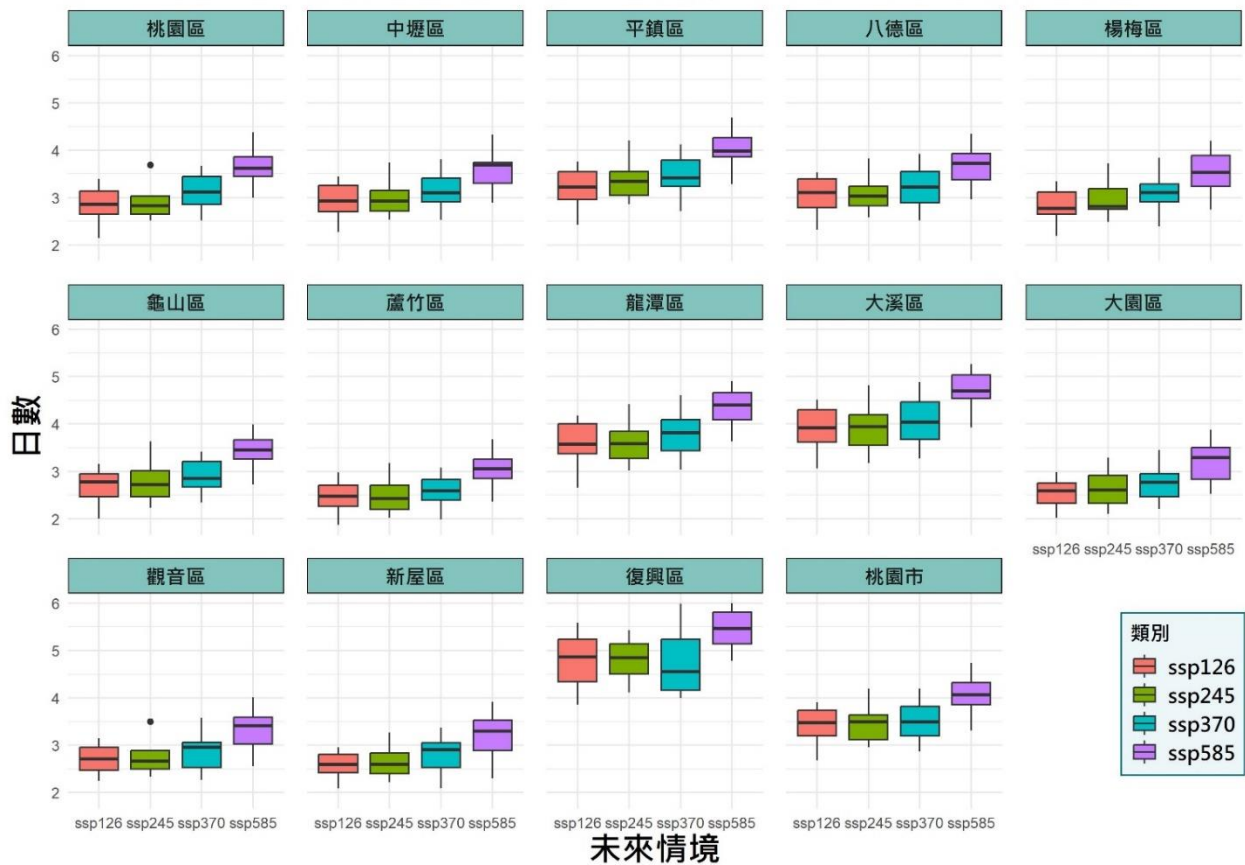 桃園區 中壢區 平鎮區 八德區 楊梅區
6
5
4
3
2
龜山區 蘆竹區 龍潭區 大溪區 大園區
6
5
4
3
2
ssp126 ssp245 ssp370 ssp585
觀音區 新屋區 復興區 桃園市
6
5
4
3
2
ssp126 ssp245 ssp370 ssp585 ssp126 ssp245 ssp370 ssp585 ssp126 ssp245 ssp370 ssp585 ssp126 ssp245 ssp370 ssp585
日數
未來情境
類別
ssp126
ssp245
ssp370
ssp585